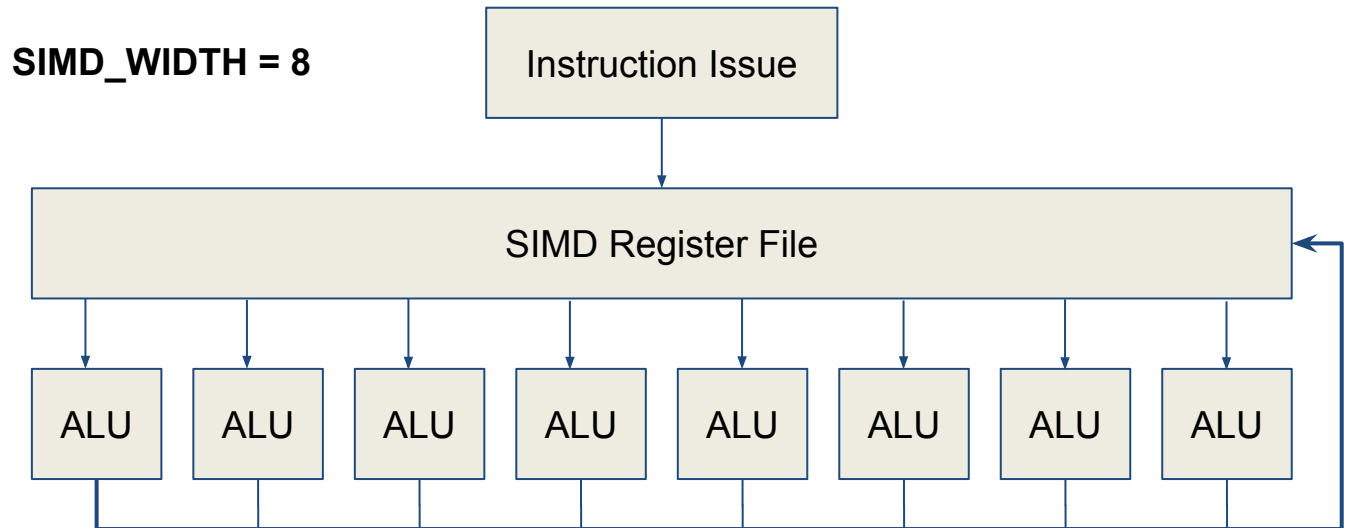 SIMD_WIDTH = 8
Instruction Issue
SIMD Register File
ALU ALU ALU ALU ALU ALU ALU ALU